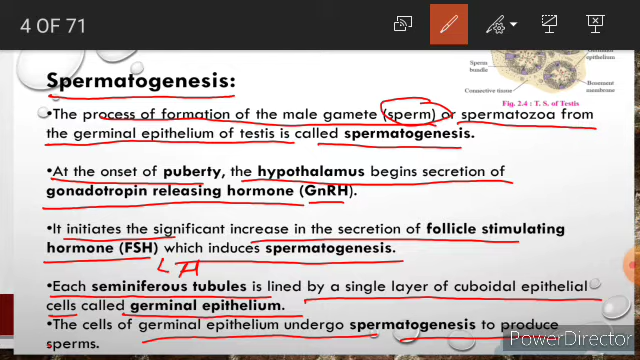 4 OF 71
Germinal
epithelium
Sperm
bundle
Connective tissue
Basement
membrane
Fig. 2.4 : T. S. of Testis
Spermatogenesis:
•The process of formation of the male gamete (sperm) or spermatozoa from
the germinal epithelium of testis is called spermatogenesis.
•At the onset of puberty, the hypothalamus begins secretion of
gonadotropin releasing hormone (GnRH).
•It initiates the significant increase in the secretion of follicle stimulating
hormone (FSH) which induces spermatogenesis.
LH
•Each seminiferous tubules is lined by a single layer of cuboidal epithelial
cells called germinal epithelium.
•The cells of germinal epithelium undergo spermatogenesis to produce
sperms.
PowerDirector